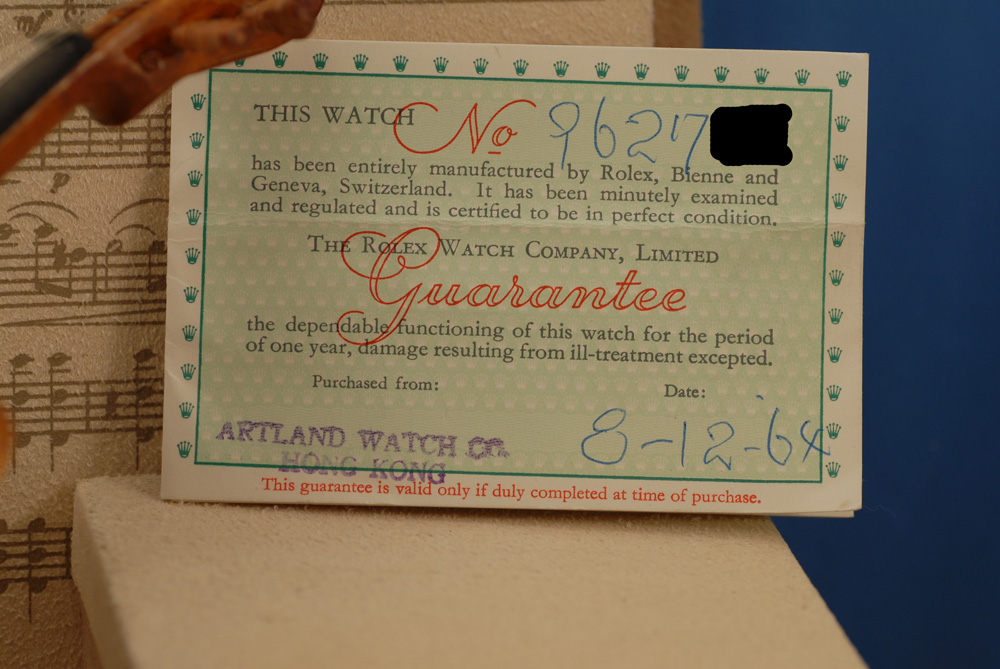 THIS WATCH No 9627
has been entirely manufactured by Rolex, Bienne and
Geneva, Switzerland. It has been minutely examined
and regulated and is certified to be in perfect condition.
THE ROLEX WATCH COMPANY, LIMITED
Guarantee
the dependable functioning of this watch for the period
of one year, damage resulting from ill-treatment excepted.
Purchased from: Date:
ARTLAND WATCH CO. 8-12-'64
HONG KONG
This guarantee is valid only if duly completed at time of purchase.